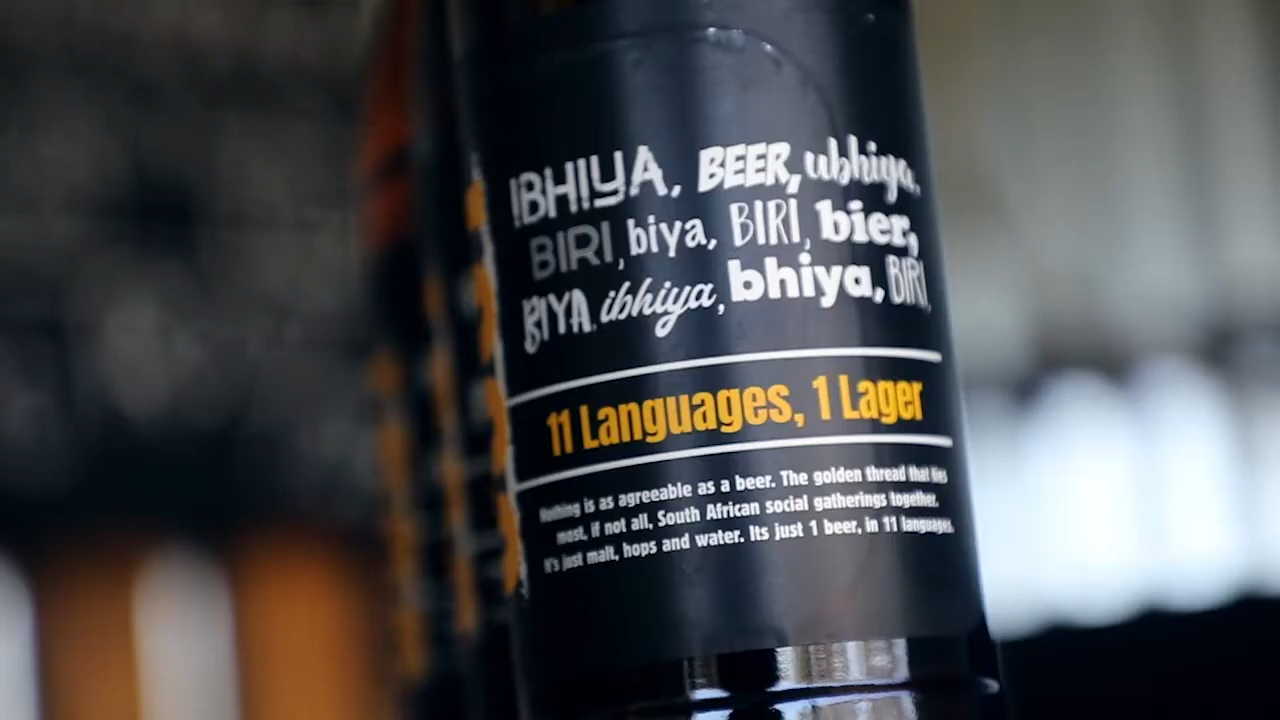 IBHIYA, BEER, ubhiya,
BIRI, biya, BIRI, bier,
BIYA, ibhiya, bhiya, BIRI,
11 Languages, 1 Lager
Nothing is as agreeable as a beer. The golden thread that ties
most, if not all, South African social gatherings together.
It's just malt, hops and water. Its just 1 beer, in 11 languages.